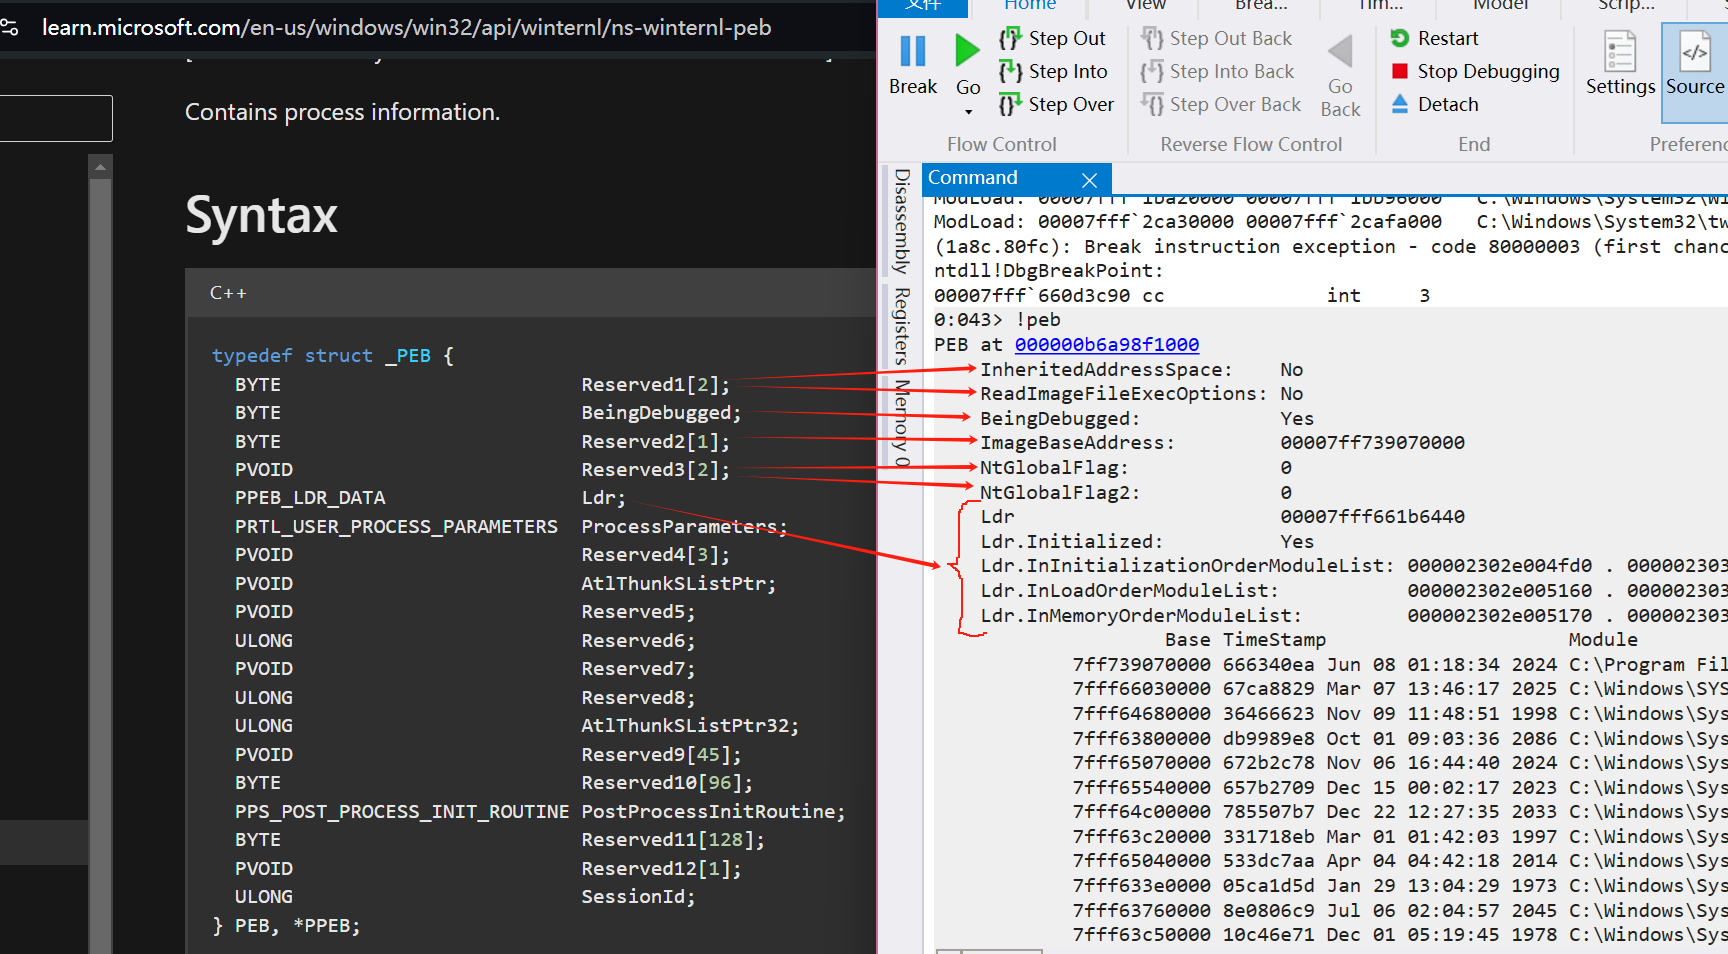 learn.microsoft.com/en-us/windows/win32/api/winternl/ns-winternl-peb
Contains process information.
Syntax
C++
typedef struct _PEB {
BYTE Reserved1[2];
BYTE BeingDebugged;
BYTE Reserved2[1];
PVOID Reserved3[2];
PPEB_LDR_DATA Ldr;
PRTL_USER_PROCESS_PARAMETERS ProcessParameters;
PVOID Reserved4[3];
PVOID AtlThunkSListPtr;
PVOID Reserved5;
ULONG Reserved6;
PVOID Reserved7;
ULONG Reserved8;
ULONG AtlThunkSListPtr32;
PVOID Reserved9[45];
BYTE Reserved10[96];
PPS_POST_PROCESS_INIT_ROUTINE PostProcessInitRoutine;
BYTE Reserved11[128];
PVOID Reserved12[1];
ULONG SessionId;
} PEB, *PPEB;
文件 Home View Brea... Tim... Model Scrip...
Break
Go
Step Out
Step Into
Step Over
Flow Control
Step Out Back
Step Into Back
Step Over Back
Go Back
Reverse Flow Control
Restart
Stop Debugging
Detach
End
Settings
Source
Preferenc
Disassembly
Registers
Memory 0
Command
ModLoad: 00007fff`1ba20000 00007fff`1bb96000 C:\Windows\System32\Wi
ModLoad: 00007fff`2ca30000 00007fff`2cafa000 C:\Windows\System32\tw
(1a8c.80fc): Break instruction exception - code 80000003 (first chanc
ntdll!DbgBreakPoint:
00007fff`660d3c90 cc int 3
0:043> !peb
PEB at 000000b6a98f1000
InheritedAddressSpace: No
ReadImageFileExecOptions: No
BeingDebugged: Yes
ImageBaseAddress: 00007ff739070000
NtGlobalFlag: 0
NtGlobalFlag2: 0
Ldr 00007fff661b6440
Ldr.Initialized: Yes
Ldr.InInitializationOrderModuleList: 000002302e004fd0 . 000002303
Ldr.InLoadOrderModuleList: 000002302e005160 . 000002303
Ldr.InMemoryOrderModuleList: 000002302e005170 . 000002303
Base TimeStamp Module
7ff739070000 666340ea Jun 08 01:18:34 2024 C:\Program Fil
7fff66030000 67ca8829 Mar 07 13:46:17 2025 C:\Windows\SYS
7fff64680000 36466623 Nov 09 11:48:51 1998 C:\Windows\Sys
7fff63800000 db9989e8 Oct 01 09:03:36 2086 C:\Windows\Sys
7fff65070000 672b2c78 Nov 06 16:44:40 2024 C:\Windows\Sys
7fff65540000 657b2709 Dec 15 00:02:17 2023 C:\Windows\Sys
7fff64c00000 785507b7 Dec 22 12:27:35 2033 C:\Windows\Sys
7fff63c20000 331718eb Mar 01 01:42:03 1997 C:\Windows\Sys
7fff65040000 533dc7aa Apr 04 04:42:18 2014 C:\Windows\Sys
7fff633e0000 05ca1d5d Jan 29 13:04:29 1973 C:\Windows\Sys
7fff63760000 8e0806c9 Jul 06 02:04:57 2045 C:\Windows\Sys
7fff63c50000 10c46e71 Dec 01 05:19:45 1978 C:\Windows\Sys